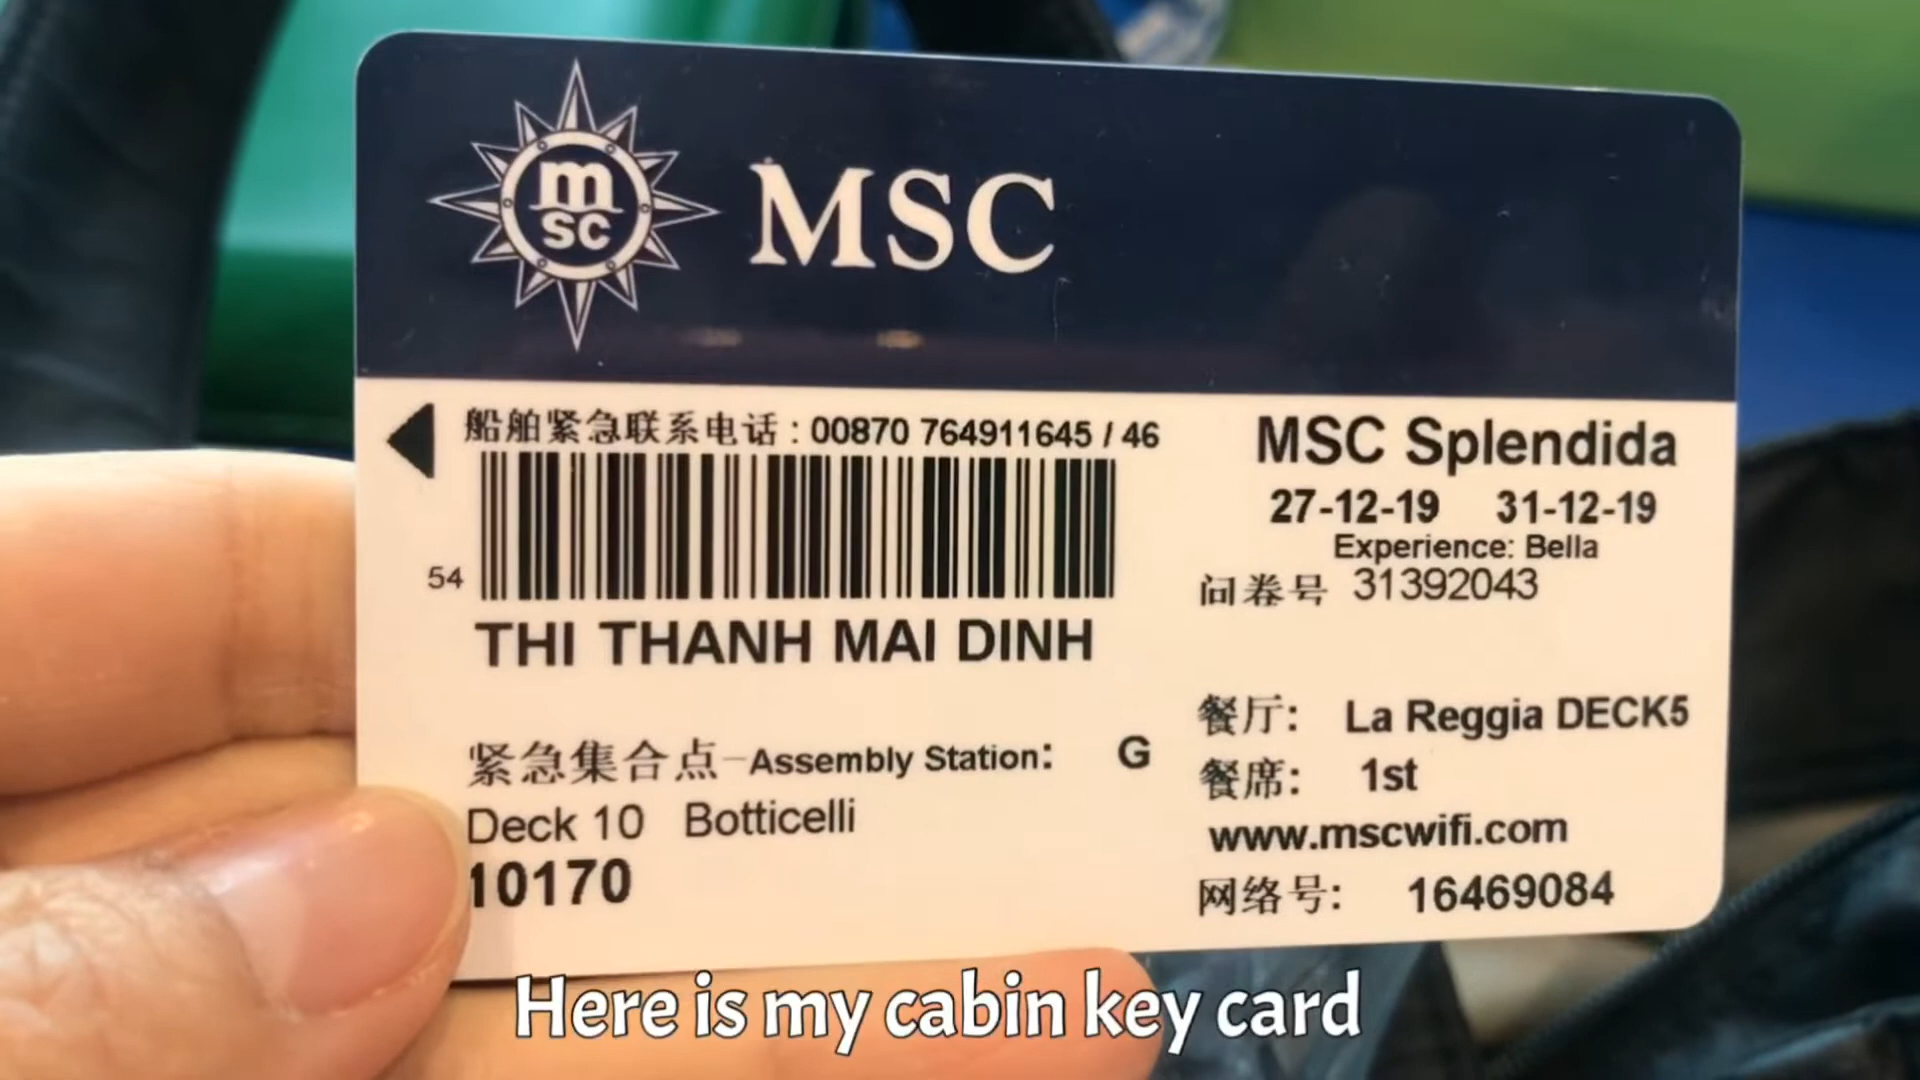 m
sc
MSC
船舶紧急联系电话 : 00870 764911645 / 46
54
THI THANH MAI DINH
紧急集合点-Assembly Station: G
Deck 10 Botticelli
10170
MSC Splendida
27-12-19 31-12-19
Experience: Bella
问卷号 31392043
餐厅: La Reggia DECK5
餐席: 1st
www.mscwifi.com
网络号: 16469084
Here is my cabin key card